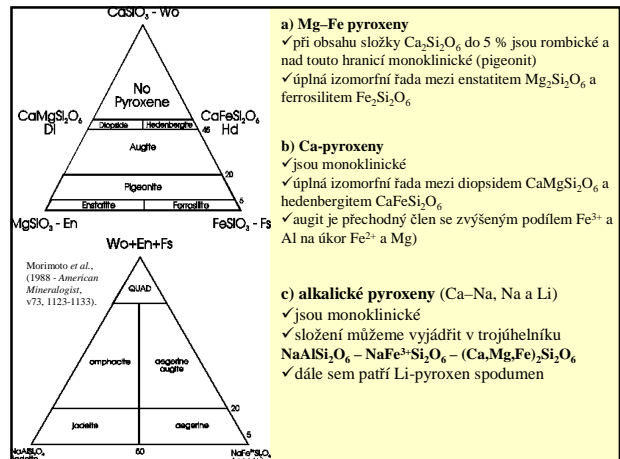 CaSiO₃ - Wo
No
Pyroxene
CaMgSi₂O₆
Di
CaFeSi₂O₆
Hd
Diopside
Hedenbergite
45
Augite
20
Pigeonite
5
Enstatite
Ferrosilite
MgSiO₃ - En
FeSiO₃ - Fs
Wo+En+Fs
Morimoto et al.,
(1988 - American
Mineralogist,
v73, 1123-1133).
QUAD
omphacite
aegerine
augite
20
jadeite
aegerine
5
50
a) Mg–Fe pyroxeny
✓při obsahu složky Ca₂Si₂O₆ do 5 % jsou rombické a
nad touto hranicí monoklinické (pigeonit)
✓úplná izomorfní řada mezi enstatitem Mg₂Si₂O₆ a
ferrosilitem Fe₂Si₂O₆
b) Ca-pyroxeny
✓jsou monoklinické
✓úplná izomorfní řada mezi diopsidem CaMgSi₂O₆ a
hedenbergitem CaFeSi₂O₆
✓augit je přechodný člen se zvýšeným podílem Fe³⁺ a
Al na úkor Fe²⁺ a Mg)
c) alkalické pyroxeny (Ca–Na, Na a Li)
✓jsou monoklinické
✓složení můžeme vyjádřit v trojúhelníku
NaAlSi₂O₆ – NaFe³⁺Si₂O₆ – (Ca,Mg,Fe)₂Si₂O₆
✓dále sem patří Li-pyroxen spodumen